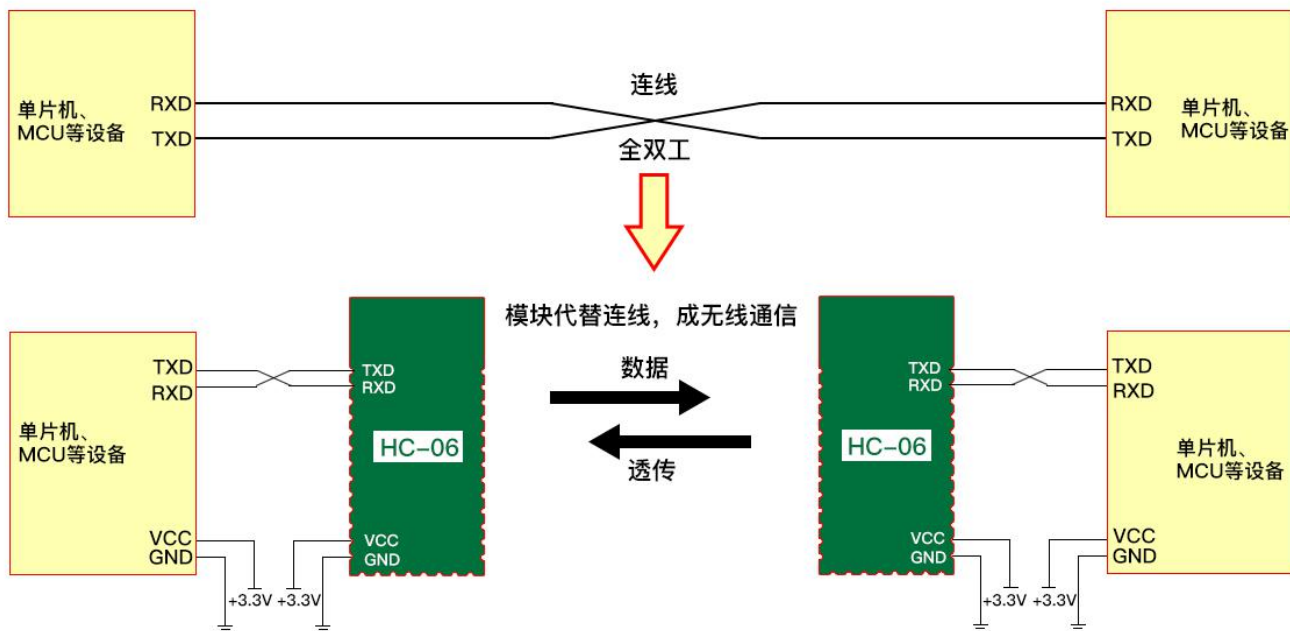 连线
单片机、
MCU等设备
RXD
TXD
RXD
TXD
单片机、
MCU等设备
全双工
模块代替连线，成无线通信
数据
透传
TXD
RXD
单片机、
MCU等设备
VCC
GND
TXD
RXD
HC-06
VCC
GND
+3.3V
+3.3V
TXD
RXD
HC-06
VCC
GND
TXD
RXD
单片机、
MCU等设备
VCC
GND
+3.3V
+3.3V